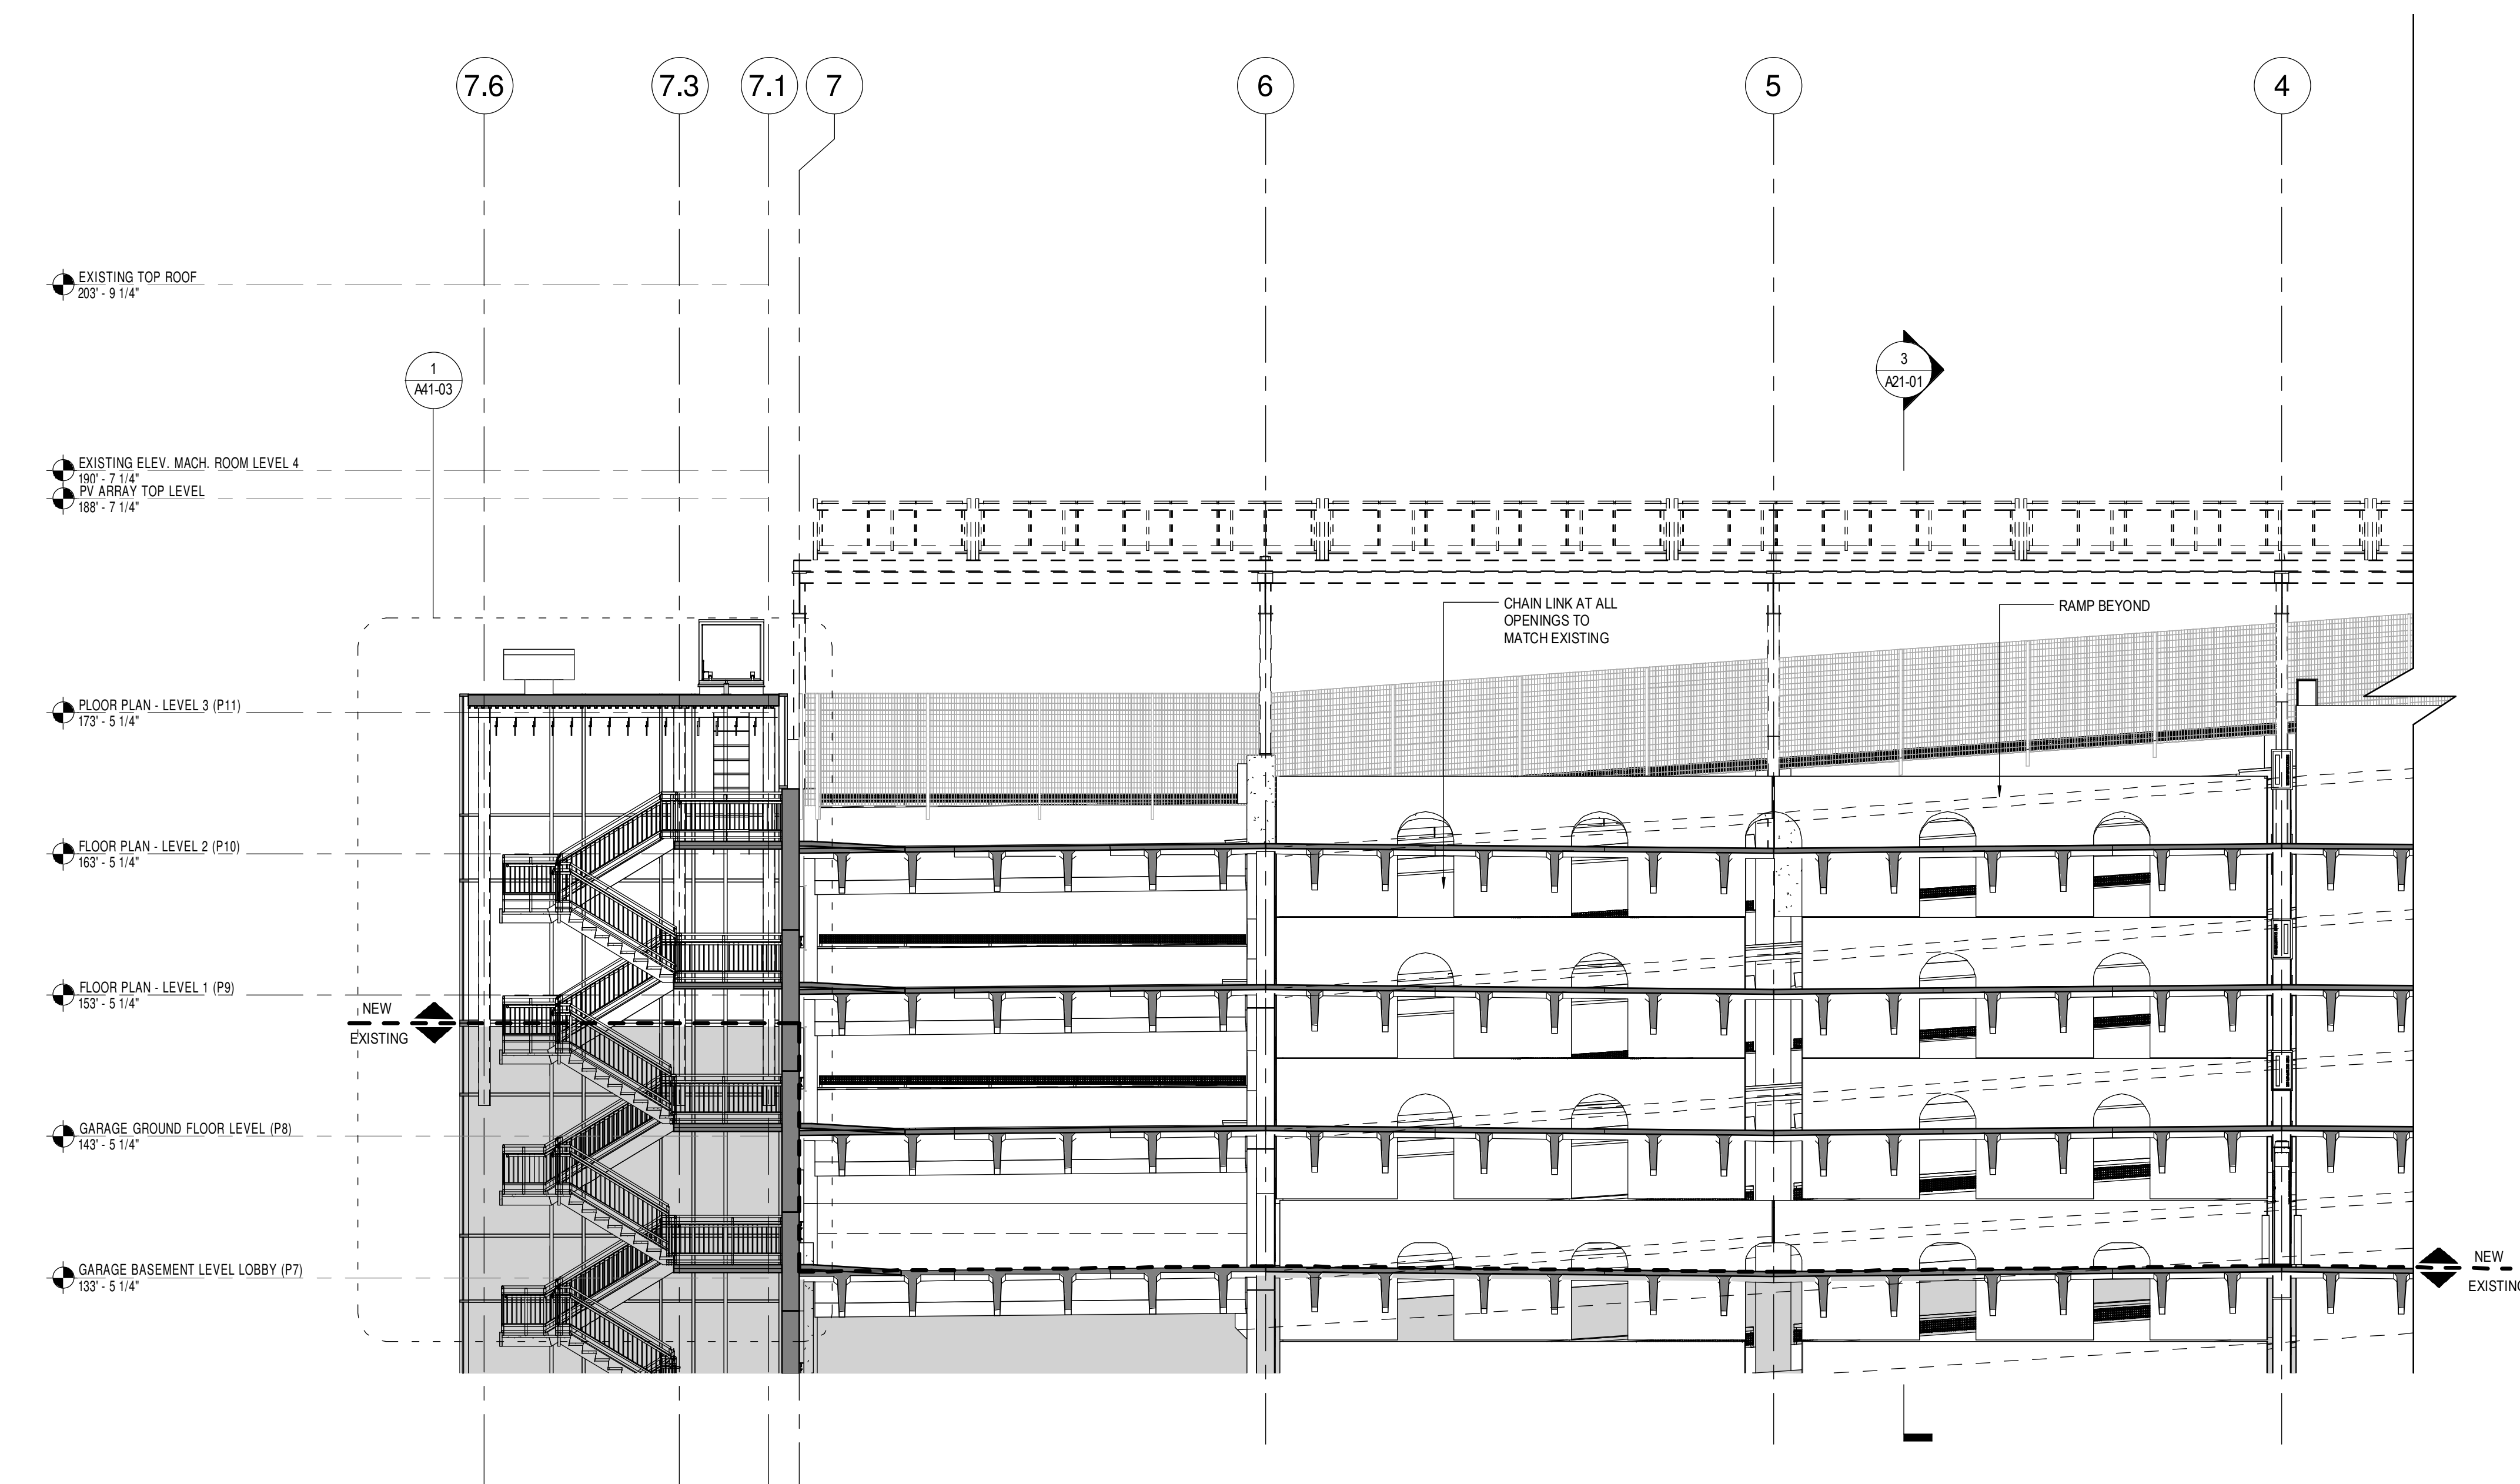 7.6
7.3
7.1
7
6
5
4
EXISTING TOP ROOF
203' - 9 1/4"
1
A41-03
3
A21-01
EXISTING ELEV. MACH. ROOM LEVEL 4
190' - 7 1/4"
PV ARRAY TOP LEVEL
188' - 7 1/4"
CHAIN LINK AT ALL
OPENINGS TO
MATCH EXISTING
RAMP BEYOND
PLOOR PLAN - LEVEL 3 (P11)
173' - 5 1/4"
FLOOR PLAN - LEVEL 2 (P10)
163' - 5 1/4"
FLOOR PLAN - LEVEL 1 (P9)
153' - 5 1/4"
NEW
EXISTING
GARAGE GROUND FLOOR LEVEL (P8)
143' - 5 1/4"
GARAGE BASEMENT LEVEL LOBBY (P7)
133' - 5 1/4"
NEW
EXISTING